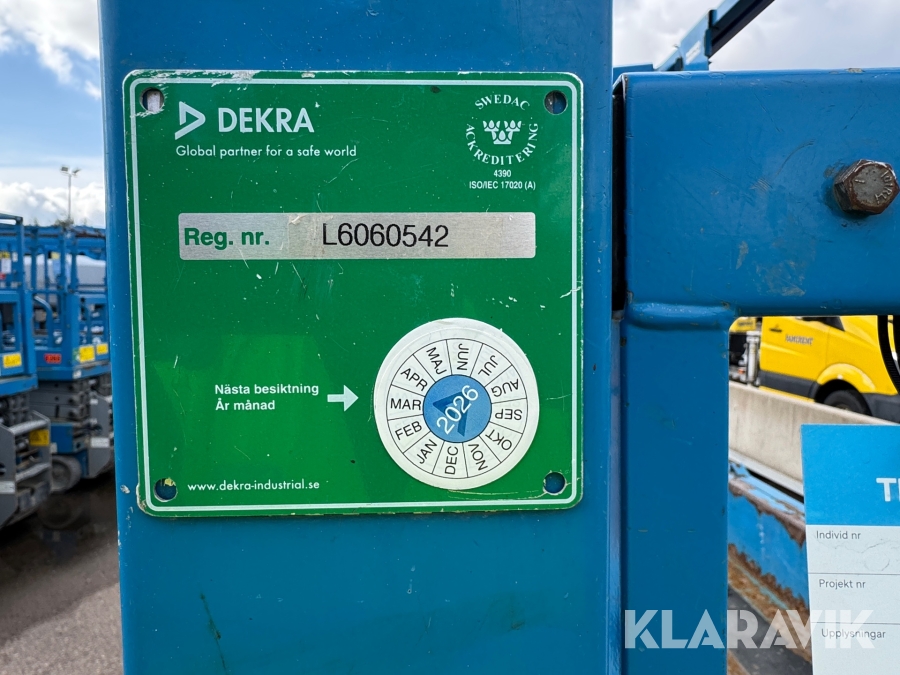 DEKRA
Global partner for a safe world
SWEDAC
ACKREDITERING
4390
ISO/IEC 17020 (A)
Reg. nr. L6060542
Nästa besiktning
År månad
JAN
FEB
MAR
APR
MAJ
JUN
JUL
AUG
SEP
OKT
NOV
DEC
2026
www.dekra-industrial.se
Individ nr
Projekt nr
Upplysningar
KLARAVIK